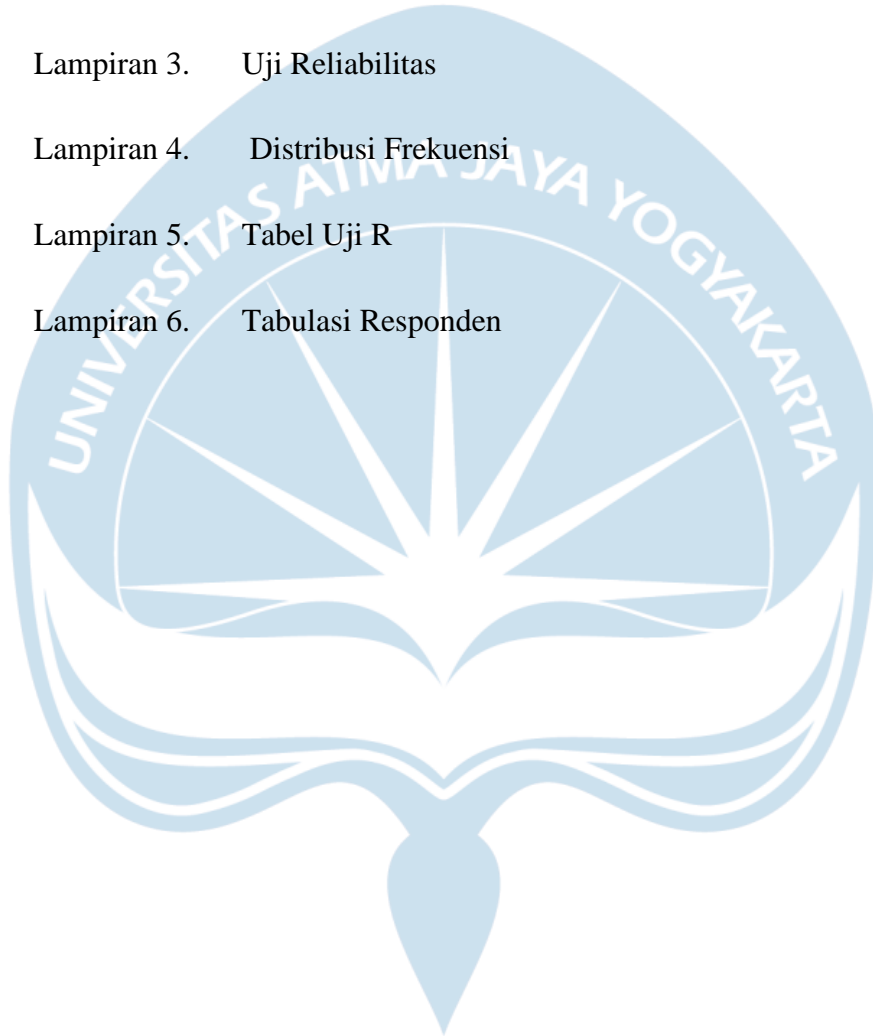 Lampiran 3. Uji Reliabilitas
Lampiran 4. Distribusi Frekuensi
Lampiran 5. Tabel Uji R
Lampiran 6. Tabulasi Responden
UNIVERSITAS ATMA JAYA YOGYAKARTA